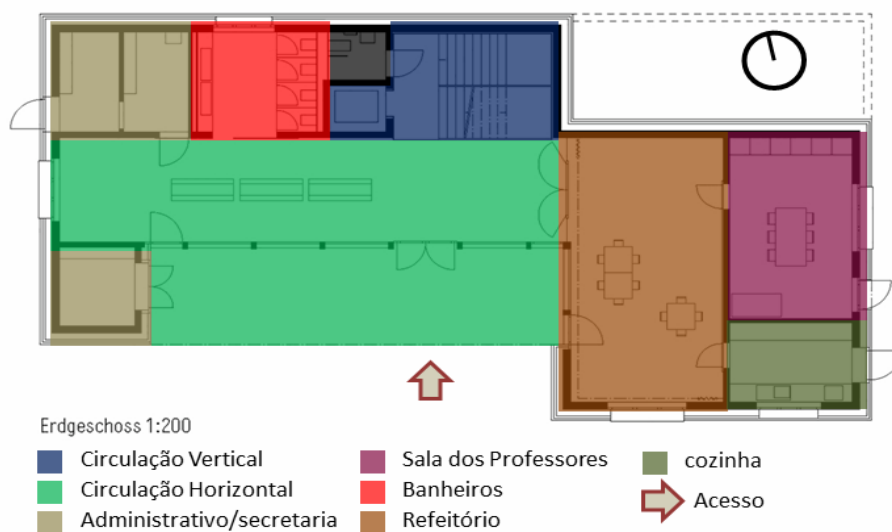 Erdgeschoss 1:200
Circulação Vertical
Circulação Horizontal
Administrativo/secretaria
Sala dos Professores
Banheiros
Refeitório
cozinha
Acesso